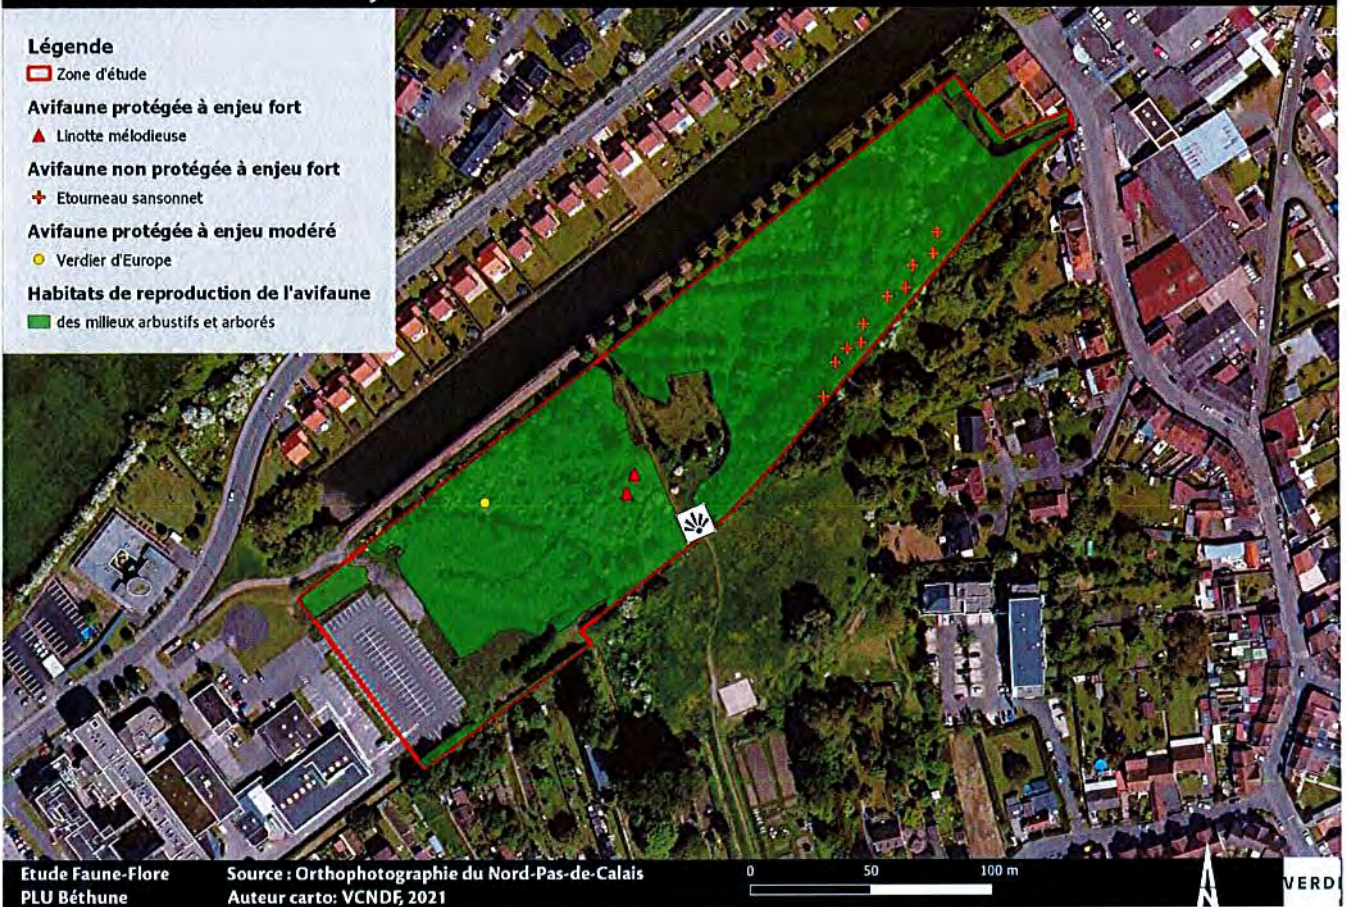 Légende
Zone d'étude
Avifaune protégée à enjeu fort
Linotte mélodieuse
Avifaune non protégée à enjeu fort
Etourneau sansonnet
Avifaune protégée à enjeu modéré
Verdier d'Europe
Habitats de reproduction de l'avifaune
des milieux arbustifs et arborés
Etude Faune-Flore
PLU Béthune
Source : Orthophotographie du Nord-Pas-de-Calais
Auteur carto: VCNDF, 2021
0 50 100 m
N
VERDI